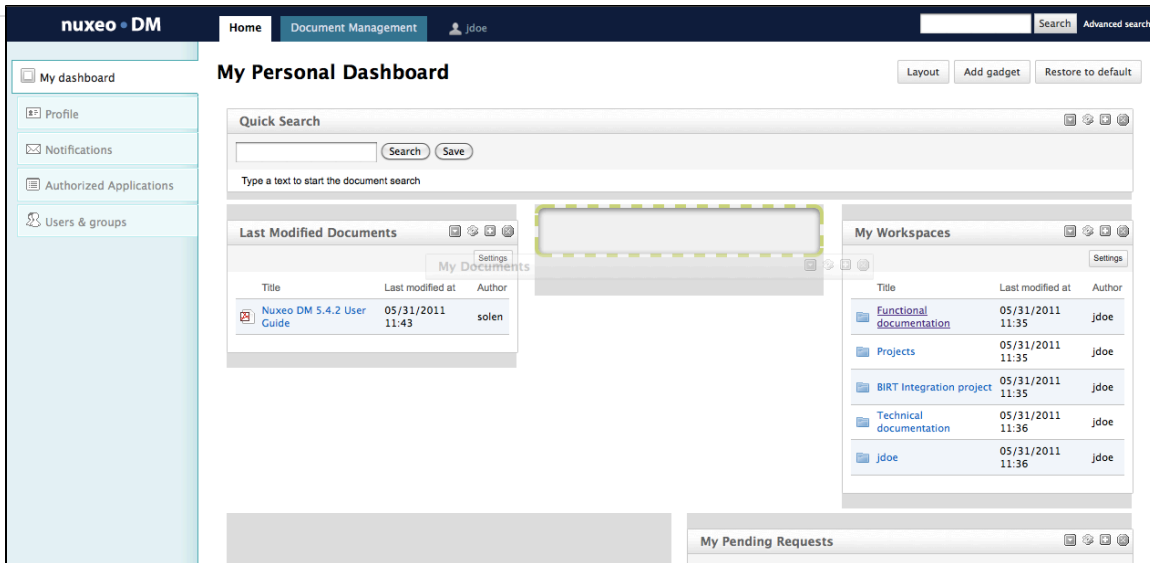 nuxeo DM
Home
Document Management
jdoe
Search
Advanced search
My dashboard
Profile
Notifications
Authorized Applications
Users & groups
My Personal Dashboard
Layout
Add gadget
Restore to default
Quick Search
Search
Save
Type a text to start the document search
Last Modified Documents
Settings
Title Last modified at Author
Nuxeo DM 5.4.2 User 05/31/2011
Guide 11:43 solen
My Documents
My Workspaces
Settings
Title Last modified at Author
Functional 05/31/2011
documentation 11:35 jdoe
Projects 05/31/2011
11:35 jdoe
BIRT Integration project 05/31/2011
11:35 jdoe
Technical 05/31/2011
documentation 11:36 jdoe
jdoe 05/31/2011
11:36 jdoe
My Pending Requests